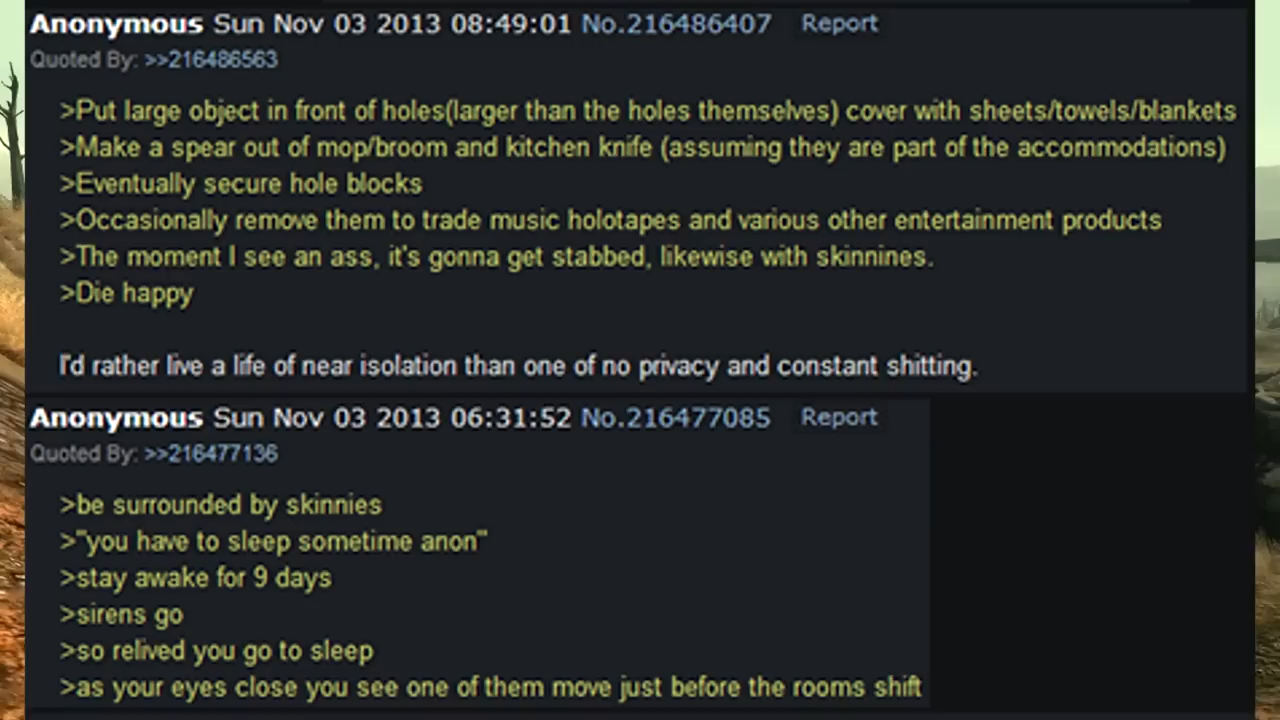 Anonymous Sun Nov 03 2013 08:49:01 No.216486407 Report
Quoted By: >>216486563
>Put large object in front of holes(larger than the holes themselves) cover with sheets/towels/blankets
>Make a spear out of mop/broom and kitchen knife (assuming they are part of the accommodations)
>Eventually secure hole blocks
>Occasionally remove them to trade music holotapes and various other entertainment products
>The moment I see an ass, it's gonna get stabbed, likewise with skinnines.
>Die happy
I'd rather live a life of near isolation than one of no privacy and constant shitting.
Anonymous Sun Nov 03 2013 06:31:52 No.216477085 Report
Quoted By: >>216477136
>be surrounded by skinnies
>"you have to sleep sometime anon"
>stay awake for 9 days
>sirens go
>so relived you go to sleep
>as your eyes close you see one of them move just before the rooms shift